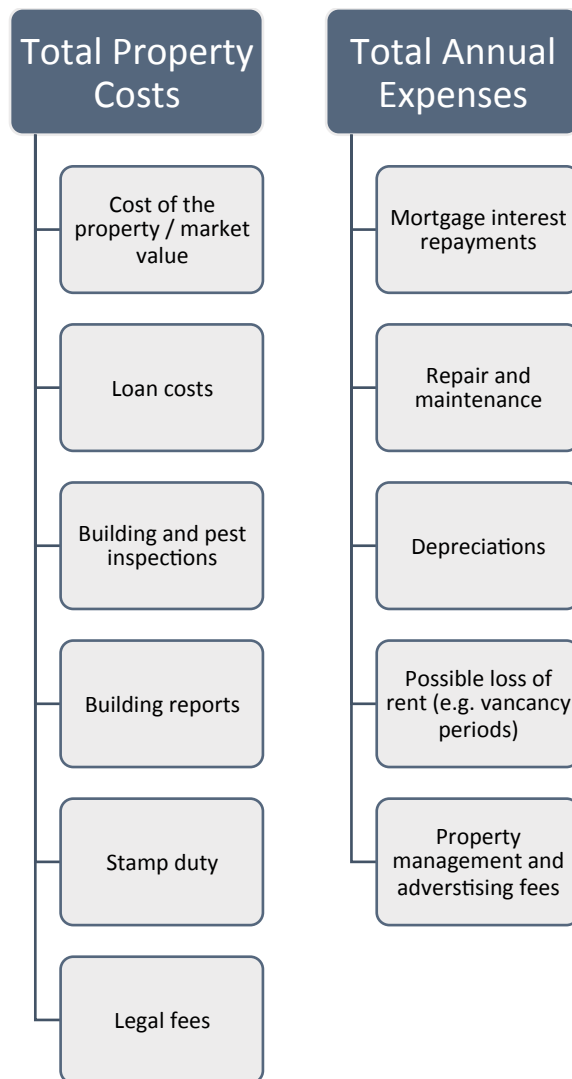 Total Property
Costs
Cost of the
property / market
value
Loan costs
Building and pest
inspections
Building reports
Stamp duty
Legal fees
Total Annual
Expenses
Mortgage interest
repayments
Repair and
maintenance
Depreciations
Possible loss of
rent (e.g. vancancy
periods)
Property
management and
adverstising fees